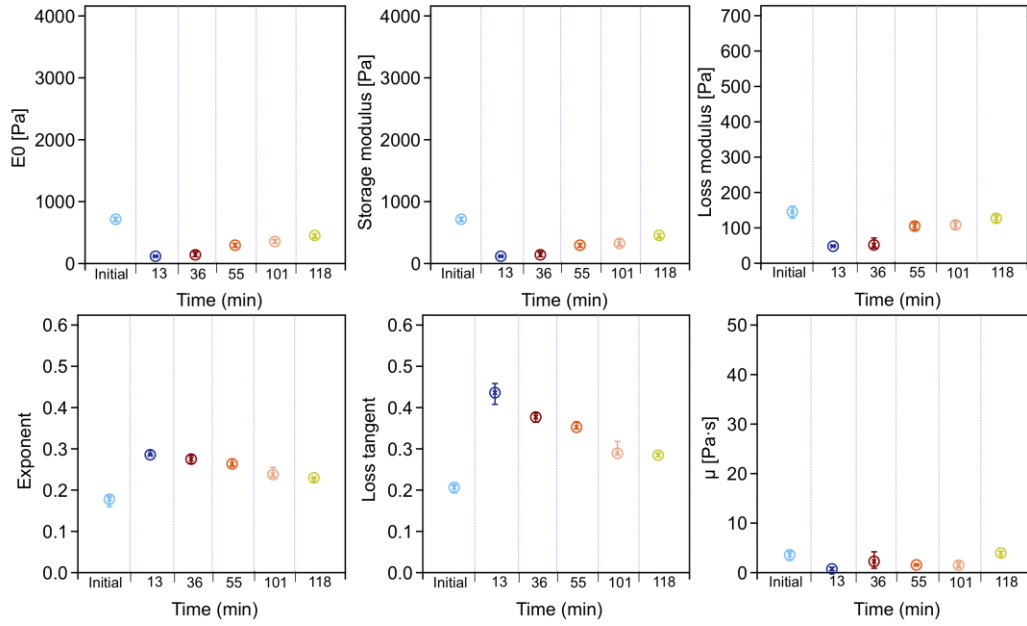 E0 [Pa]
4000
3000
2000
1000
0
Initial 13 36 55 101 118
Time (min)
Storage modulus [Pa]
4000
3000
2000
1000
0
Initial 13 36 55 101 118
Time (min)
Loss modulus [Pa]
700
600
500
400
300
200
100
0
Initial 13 36 55 101 118
Time (min)
Exponent
0.6
0.5
0.4
0.3
0.2
0.1
0.0
Initial 13 36 55 101 118
Time (min)
Loss tangent
0.6
0.5
0.4
0.3
0.2
0.1
0.0
Initial 13 36 55 101 118
Time (min)
μ [Pa·s]
50
40
30
20
10
0
Initial 13 36 55 101 118
Time (min)